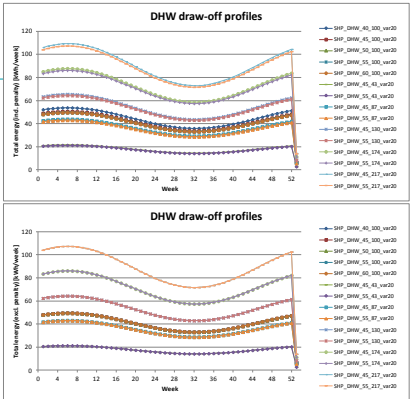 DHW draw-off profiles
Total energy (incl. penalty) [kWh/week]
120
100
80
60
40
20
0
0 4 8 12 16 20 24 28 32 36 40 44 48 52
Week
SHP_DHW_40_100_var20
SHP_DHW_45_100_var20
SHP_DHW_50_100_var20
SHP_DHW_55_100_var20
SHP_DHW_60_100_var20
SHP_DHW_45_43_var20
SHP_DHW_55_43_var20
SHP_DHW_45_87_var20
SHP_DHW_55_87_var20
SHP_DHW_45_130_var20
SHP_DHW_55_130_var20
SHP_DHW_45_174_var20
SHP_DHW_55_174_var20
SHP_DHW_45_217_var20
SHP_DHW_55_217_var20
DHW draw-off profiles
Total energy (excl. penalty) [kWh/week]
120
100
80
60
40
20
0
0 4 8 12 16 20 24 28 32 36 40 44 48 52
Week
SHP_DHW_40_100_var20
SHP_DHW_45_100_var20
SHP_DHW_50_100_var20
SHP_DHW_55_100_var20
SHP_DHW_60_100_var20
SHP_DHW_45_43_var20
SHP_DHW_55_43_var20
SHP_DHW_45_87_var20
SHP_DHW_55_87_var20
SHP_DHW_45_130_var20
SHP_DHW_55_130_var20
SHP_DHW_45_174_var20
SHP_DHW_55_174_var20
SHP_DHW_45_217_var20
SHP_DHW_55_217_var20